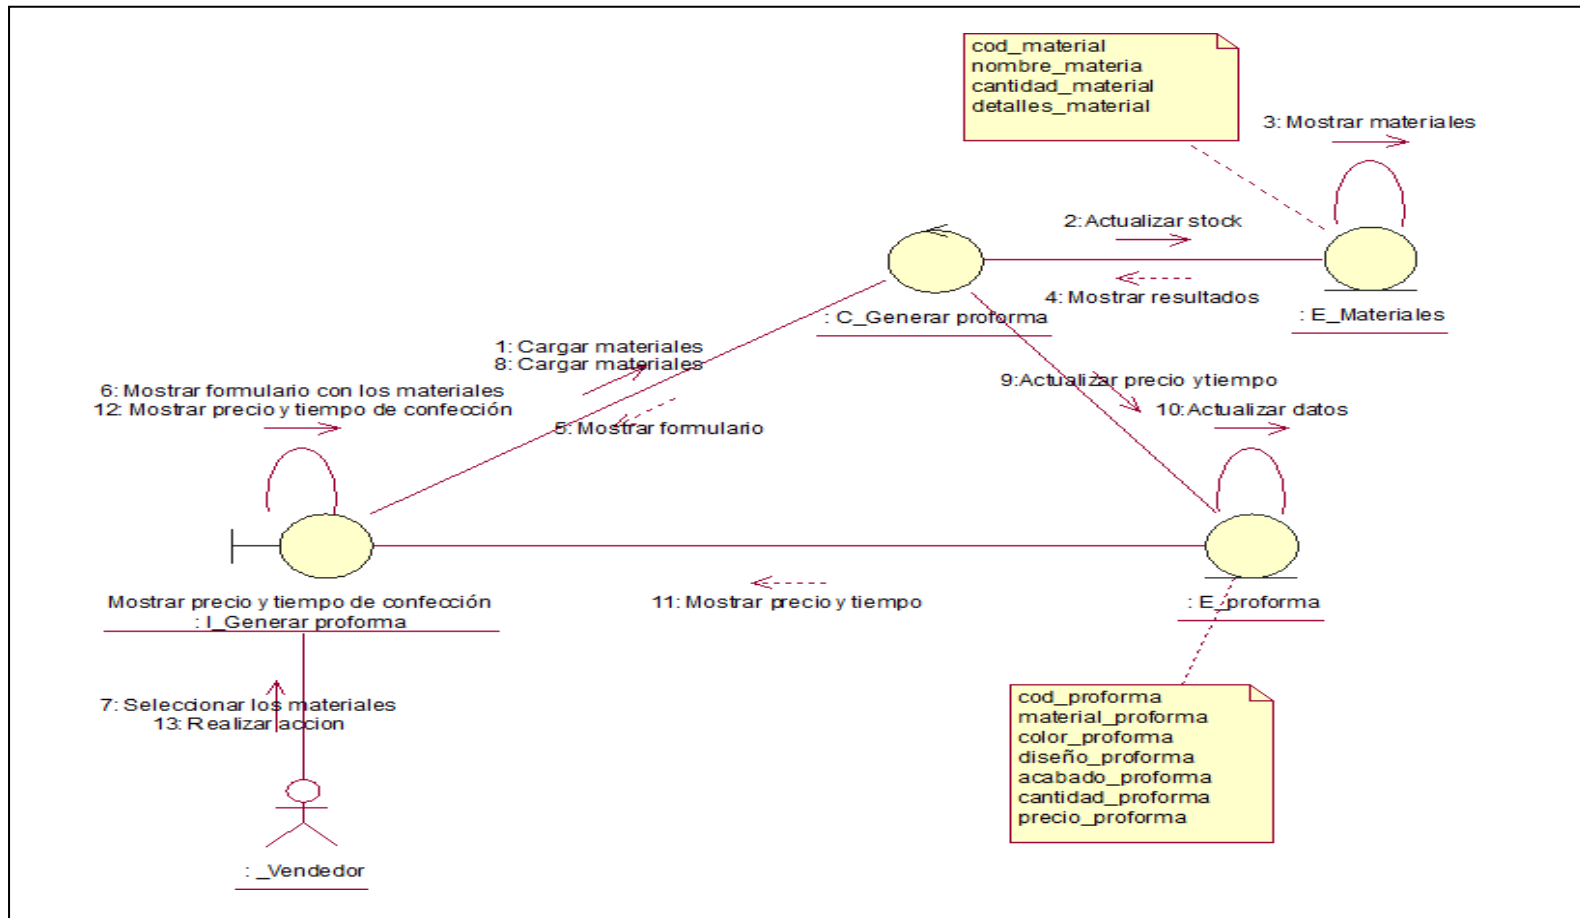 cod_material
nombre_materia
cantidad_material
detalles_material
3: Mostrar materiales
2: Actualizar stock
4: Mostrar resultados
: C_Generar proforma
: E_Materiales
1: Cargar materiales
8: Cargar materiales
6: Mostrar formulario con los materiales
12: Mostrar precio y tiempo de confección
5: Mostrar formulario
9: Actualizar precio y tiempo
10: Actualizar datos
Mostrar precio y tiempo de confección
: I_Generar proforma
11: Mostrar precio y tiempo
: E_proforma
7: Seleccionar los materiales
13: Realizar accion
cod_proforma
material_proforma
color_proforma
diseño_proforma
acabado_proforma
cantidad_proforma
precio_proforma
: _Vendedor